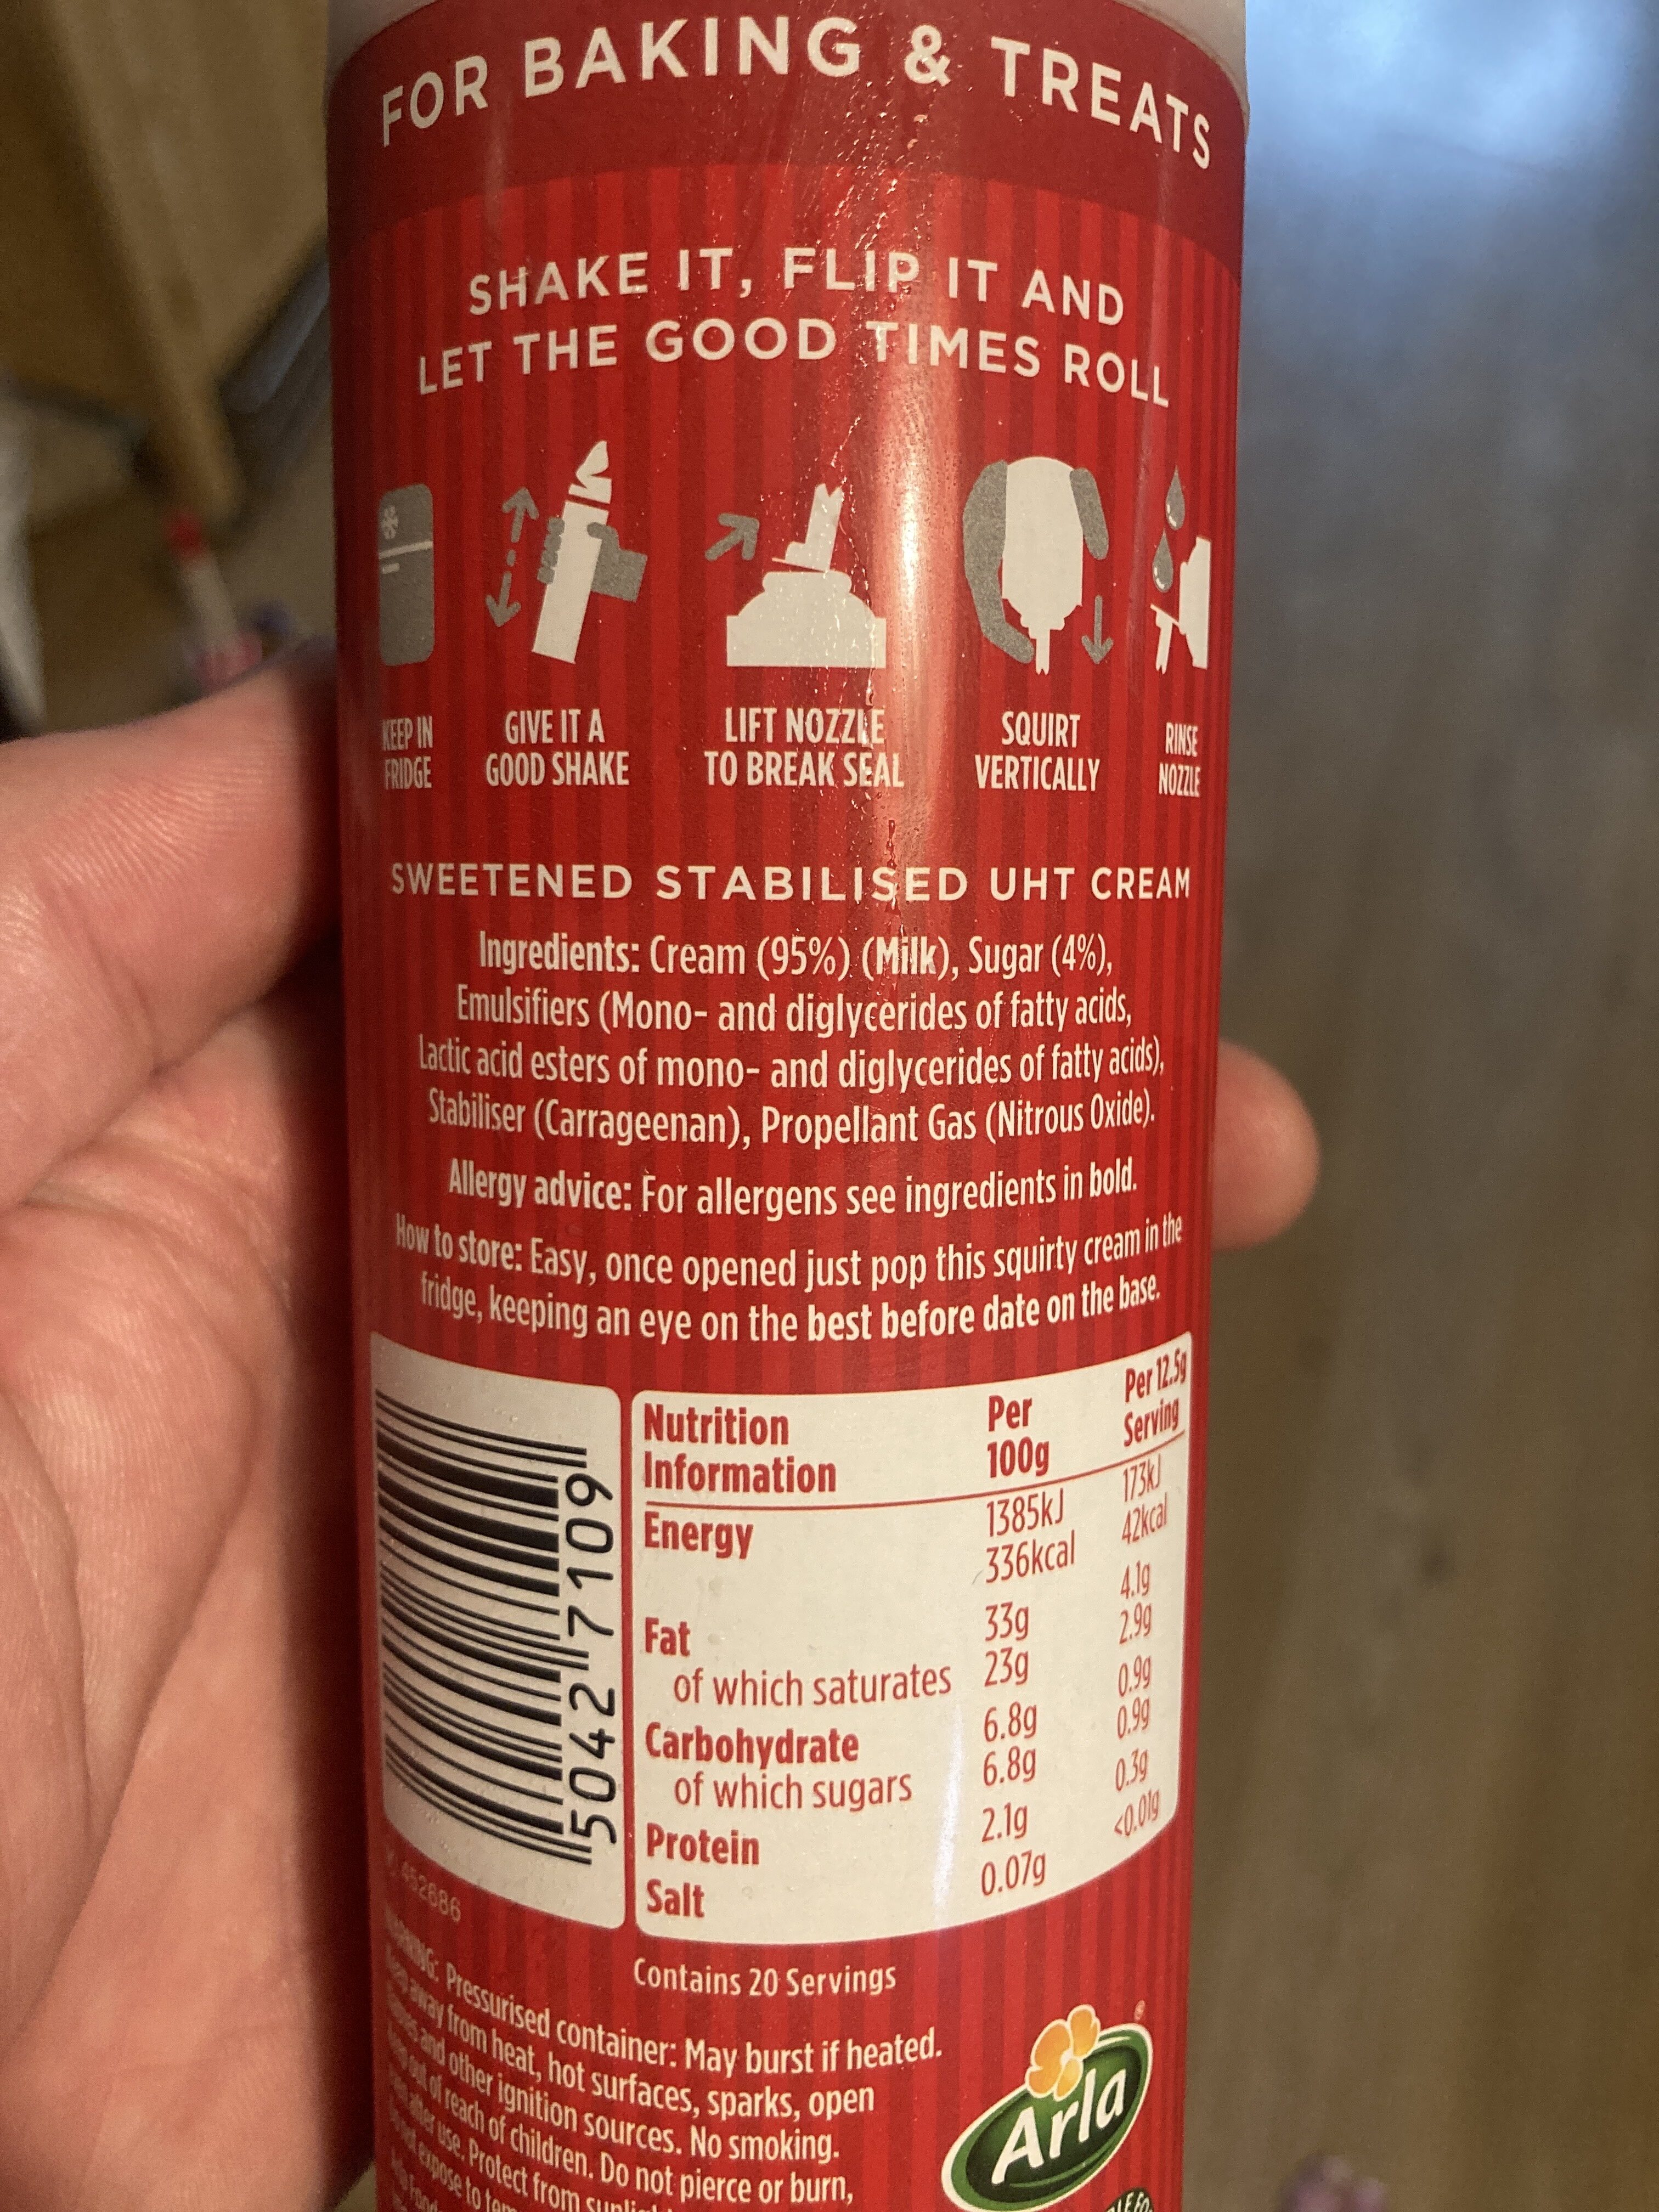 FOR BAKING & TREATS
SHAKE IT, FLIP IT AND
LET THE GOOD TIMES ROLL
KEEP IN
FRIDGE
GIVE IT A
GOOD SHAKE
LIFT NOZZLE
TO BREAK SEAL
SQUIRT
VERTICALLY
RINSE
NOZZLE
SWEETENED STABILISED UHT CREAM
Ingredients: Cream (95%) (Milk), Sugar (4%),
Emulsifiers (Mono- and diglycerides of fatty acids,
Lactic acid esters of mono- and diglycerides of fatty acids),
Stabiliser (Carrageenan), Propellant Gas (Nitrous Oxide).
Allergy advice: For allergens see ingredients in bold.
How to store: Easy, once opened just pop this squirty cream in the
fridge, keeping an eye on the best before date on the base.
5042 7109
Nutrition Information Per 100g Per 12.5g Serving
Energy 1385kJ 173kJ
336kcal 42kcal
Fat 33g 4.1g
of which saturates 23g 2.9g
Carbohydrate 6.8g 0.9g
of which sugars 6.8g 0.9g
Protein 2.1g 0.3g
Salt 0.07g <0.01g
452686
Contains 20 Servings
WARNING: Pressurised container: May burst if heated.
away from heat, hot surfaces, sparks, open
and other ignition sources. No smoking.
out of reach of children. Do not pierce or burn,
after use. Protect from
expose to
Arla